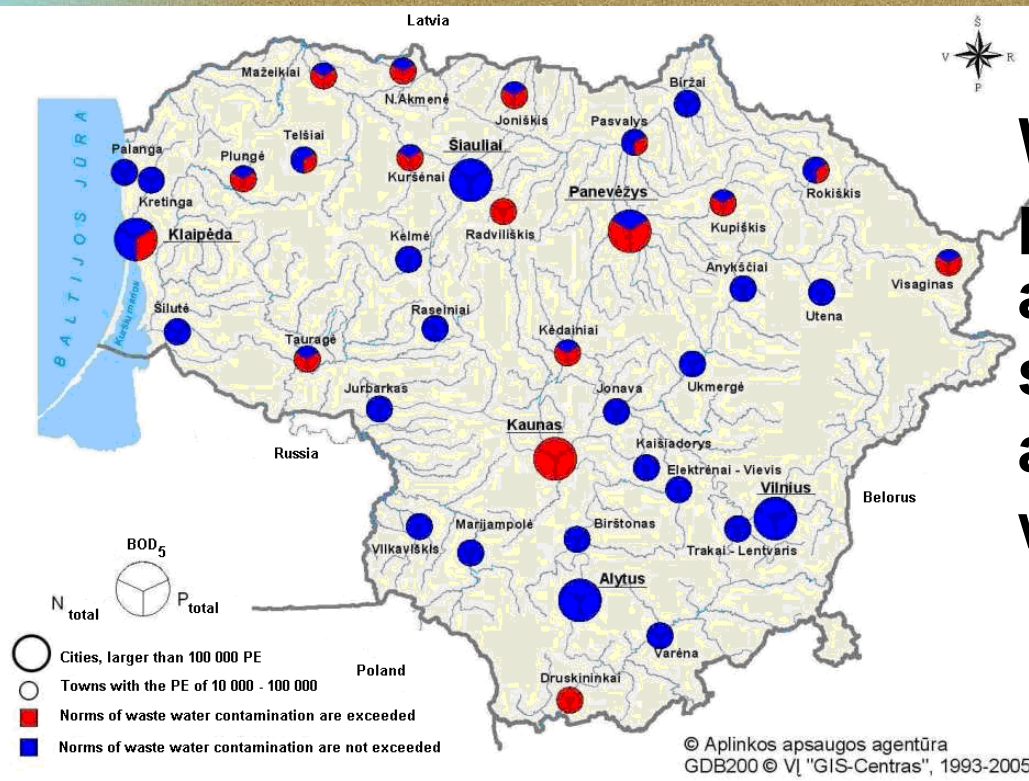 Latvia
Š
V R
P
Mažeikiai
N.Akmenė
Joniškis
Biržai
Pasvalys
Palanga
Plungė
Telšiai
Kuršėnai
Šiauliai
Panevėžys
Rokiškis
Kretinga
Klaipėda
Radviliškis
Kupiškis
BALTIJOS JŪRA
Kelmė
Anykščiai
Visaginas
Utena
Šilutė
Kuršių marios
Tauragė
Raseiniai
Kėdainiai
Ukmergė
Jurbarkas
Jonava
Kaunas
Kaišiadorys
Russia
Elektrėnai - Vievis
Vilnius
Belorus
Vilkaviškis
Marijampolė
Birštonas
Trakai - Lentvaris
Alytus
Varėna
Druskininkai
Poland
BOD5
N total
P total
Cities, larger than 100 000 PE
Towns with the PE of 10 000 - 100 000
Norms of waste water contamination are exceeded
Norms of waste water contamination are not exceeded
© Aplinkos apsaugos agentūra
GDB200 © VĮ "GIS-Centras", 1993-2005